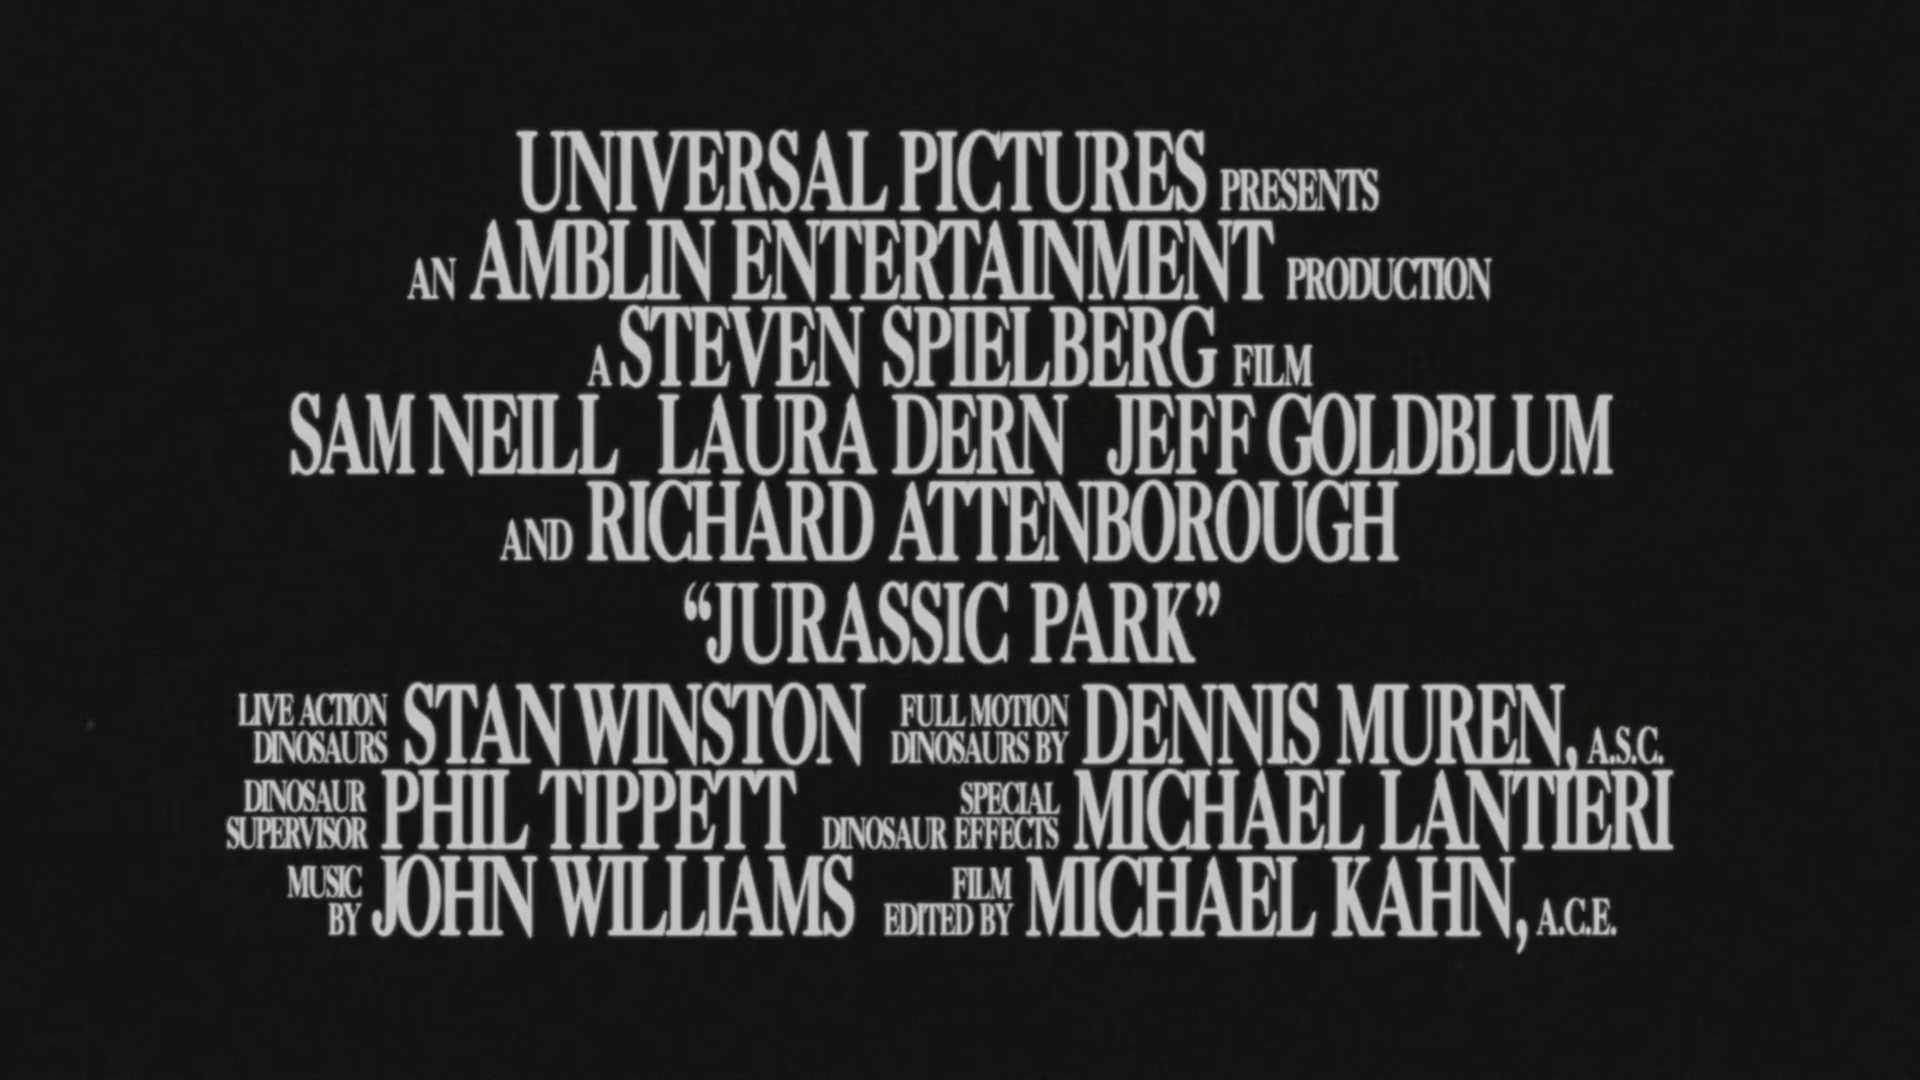 UNIVERSAL PICTURES PRESENTS
AN AMBLIN ENTERTAINMENT PRODUCTION
A STEVEN SPIELBERG FILM
SAM NEILL LAURA DERN JEFF GOLDBLUM
AND RICHARD ATTENBOROUGH
“JURASSIC PARK”
LIVE ACTION DINOSAURS STAN WINSTON FULL MOTION DINOSAURS BY DENNIS MUREN, A.S.C.
DINOSAUR SUPERVISOR PHIL TIPPETT SPECIAL DINOSAUR EFFECTS MICHAEL LANTIERI
MUSIC BY JOHN WILLIAMS FILM EDITED BY MICHAEL KAHN, A.C.E.